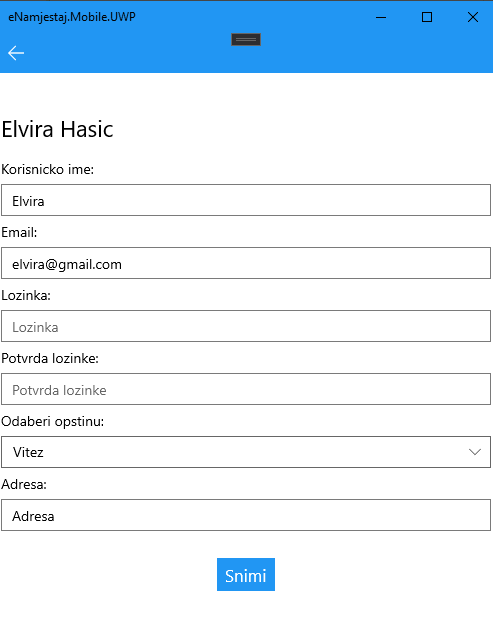 eNamjestaj.Mobile.UWP
Elvira Hasic
Korisnicko ime:
Elvira
Email:
elvira@gmail.com
Lozinka:
Lozinka
Potvrda lozinke:
Potvrda lozinke
Odaberi opstinu:
Vitez
Adresa:
Adresa
Snimi